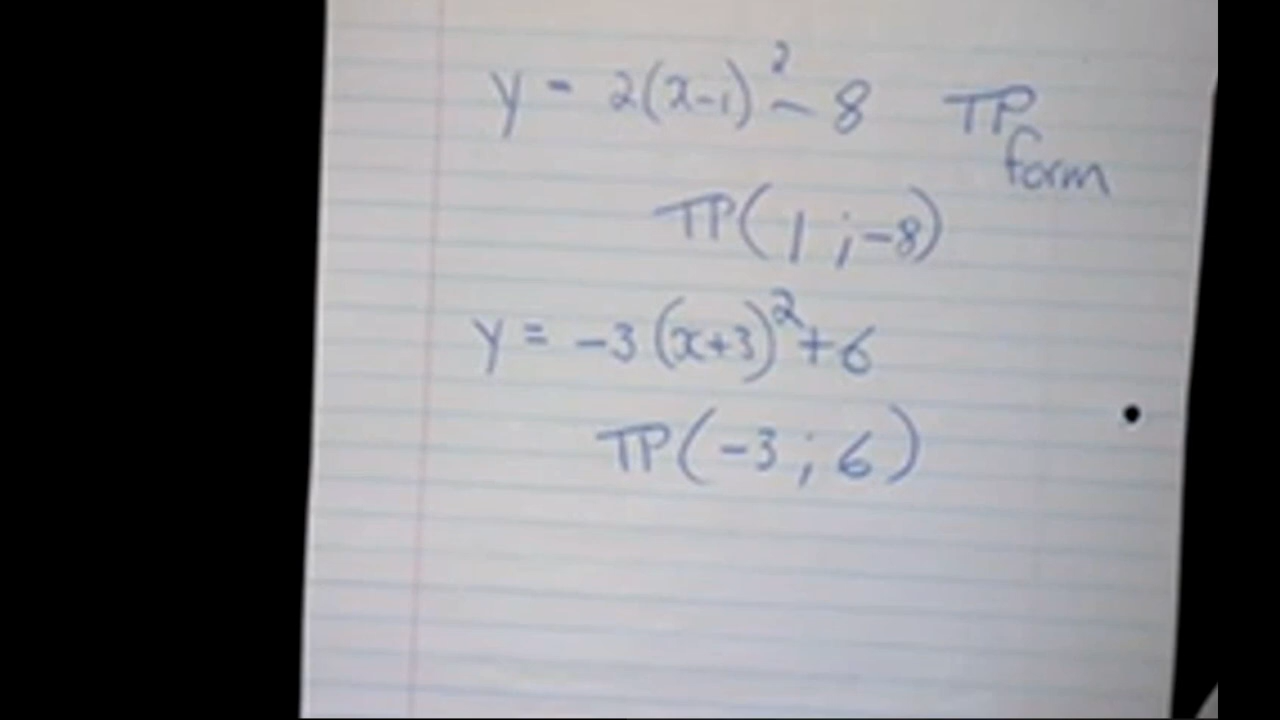 y = 2(x-1)² - 8 TP form
TP(1 ; -8)
y = -3(x+3)² + 6
TP(-3 ; 6)